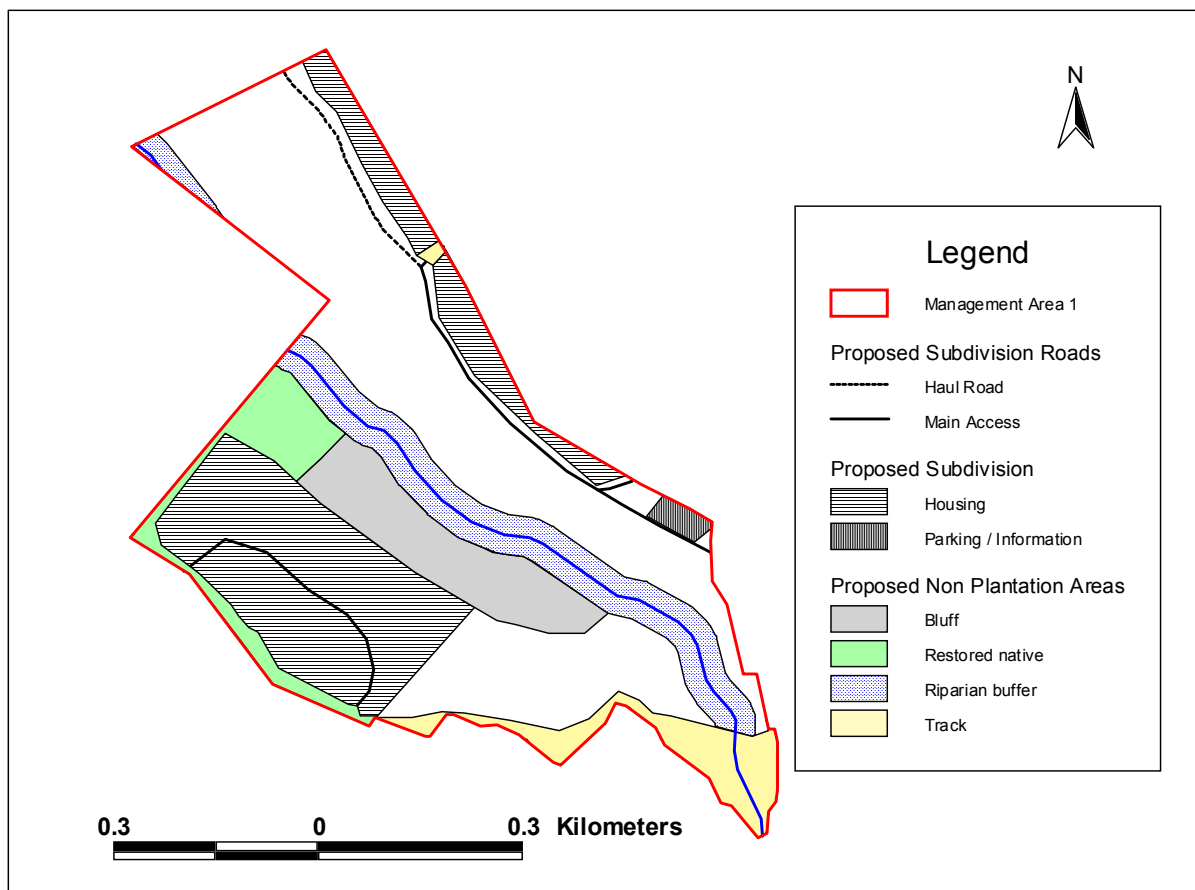 N
Legend
Management Area 1
Proposed Subdivision Roads
Haul Road
Main Access
Proposed Subdivision
Housing
Parking / Information
Proposed Non Plantation Areas
Bluff
Restored native
Riparian buffer
Track
0.3 0 0.3 Kilometers